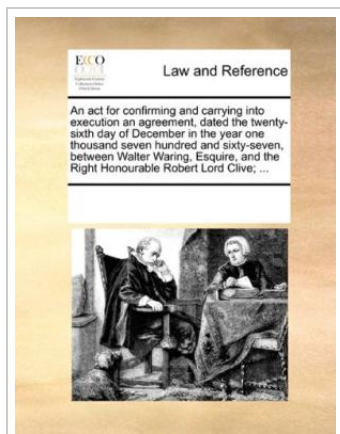 ECCO
Law and Reference
An act for confirming and carrying into
execution an agreement, dated the twenty-
sixth day of December in the year one
thousand seven hundred and sixty-seven,
between Walter Waring, Esquire, and the
Right Honourable Robert Lord Clive; ...